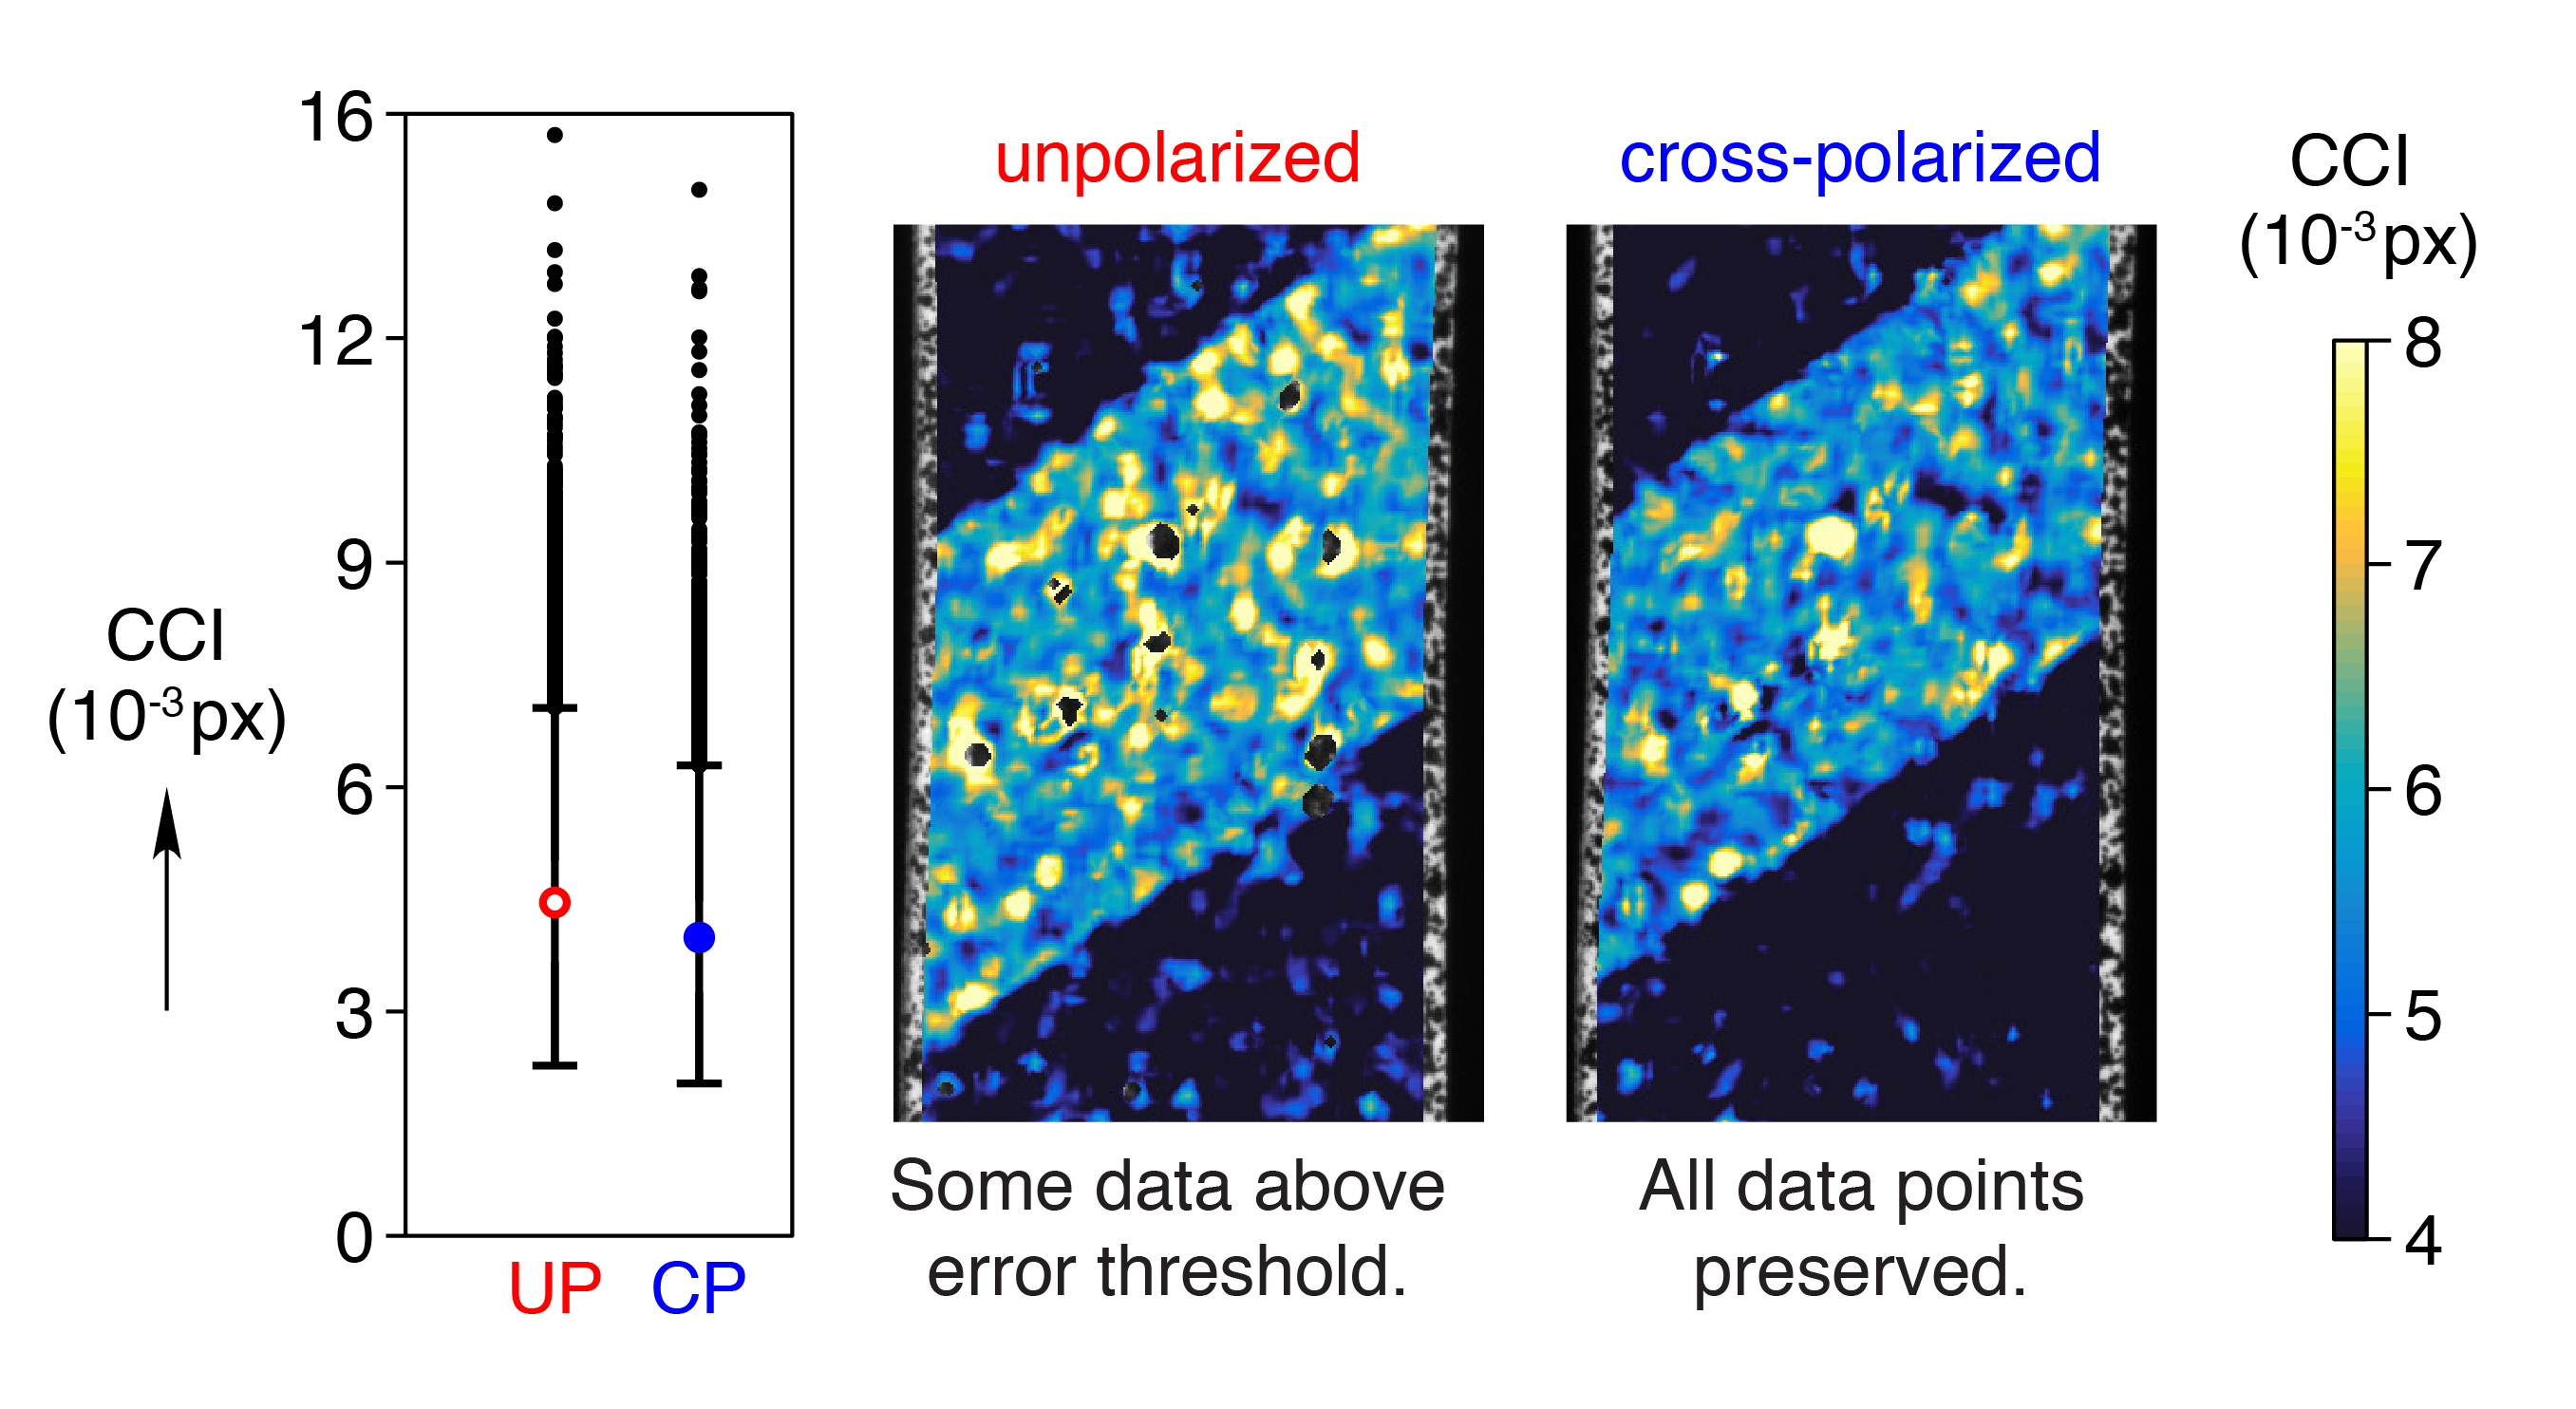 16
12
9
6
3
0
CCI
(10⁻³px)
UP CP
unpolarized
Some data above
error threshold.
cross-polarized
All data points
preserved.
CCI
(10⁻³px)
8
7
6
5
4